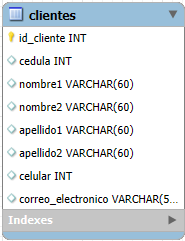 clientes
id_cliente INT
cedula INT
nombre1 VARCHAR(60)
nombre2 VARCHAR(60)
apellido1 VARCHAR(60)
apellido2 VARCHAR(60)
celular INT
correo_electronico VARCHAR(5...
Indexes